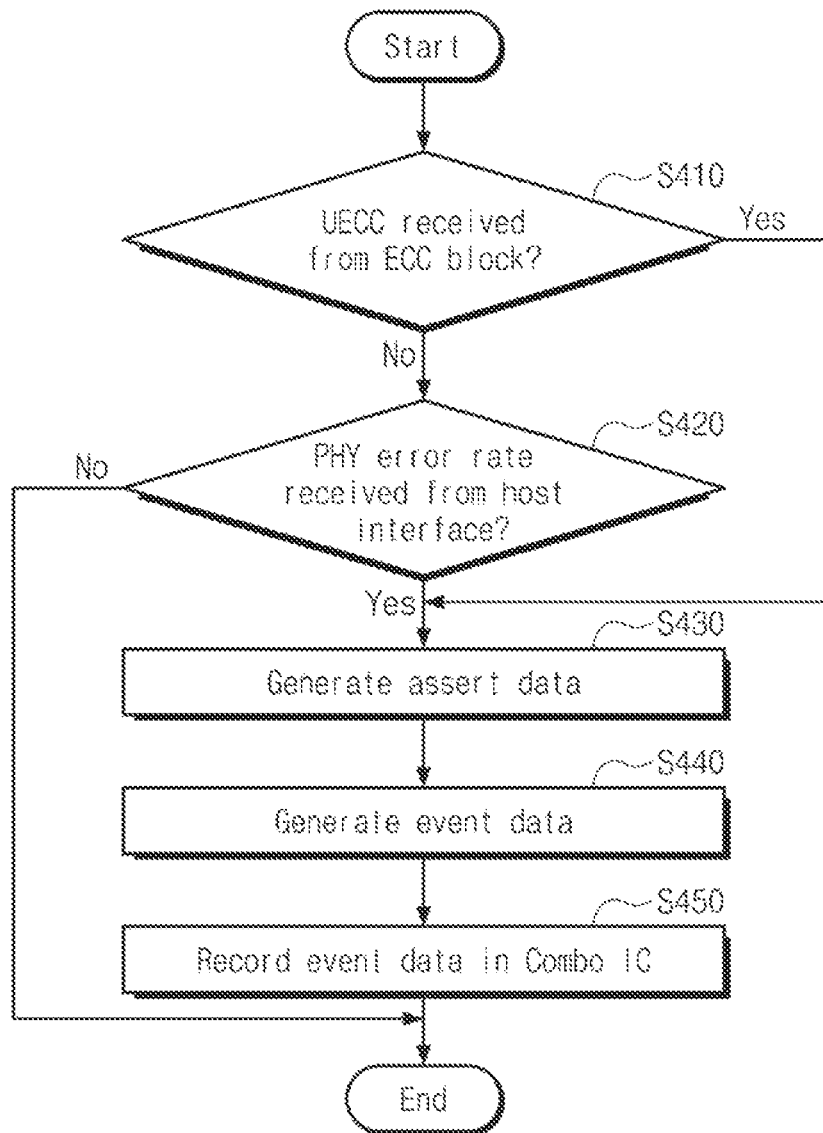 Start
S410
UECC received
from ECC block?
Yes
No
S420
PHY error rate
received from host
interface?
No
Yes
S430
Generate assert data
S440
Generate event data
S450
Record event data in Combo IC
End